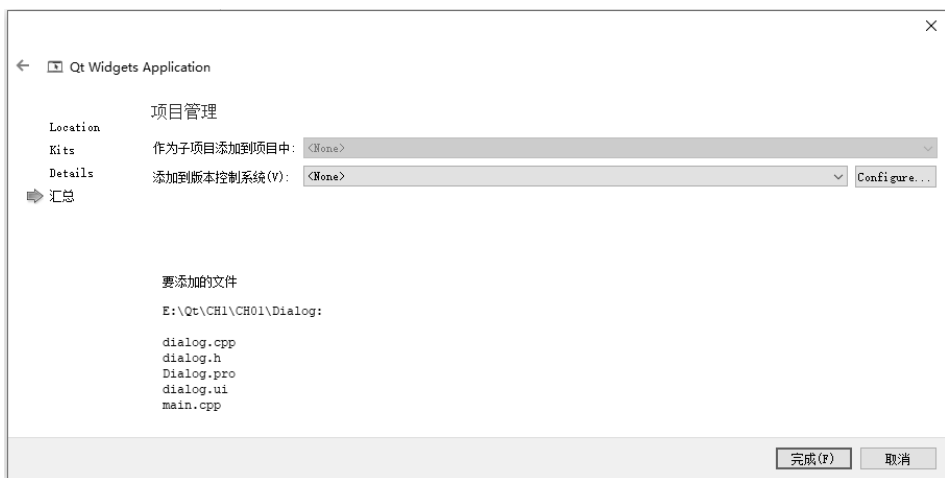 Qt Widgets Application
Location
Kits
Details
汇总
项目管理
作为子项目添加到项目中: <None>
添加到版本控制系统(V): <None> Configure...
要添加的文件
E:\Qt\CH1\CH01\Dialog:
dialog.cpp
dialog.h
Dialog.pro
dialog.ui
main.cpp
完成(F) 取消